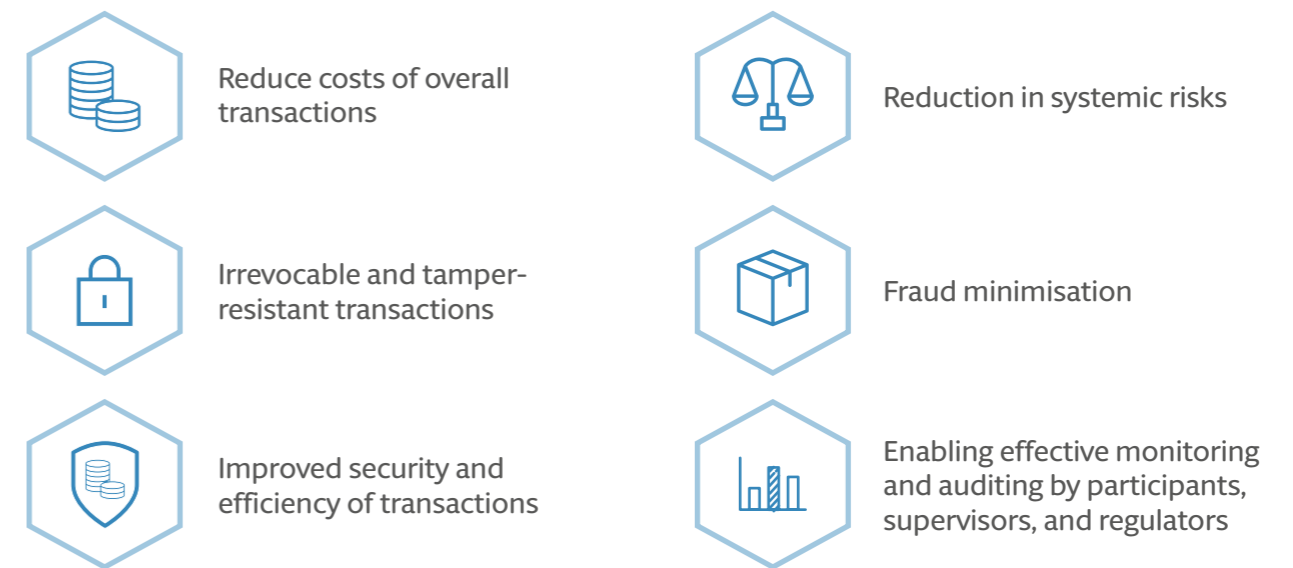 Reduce costs of overall
transactions
Reduction in systemic risks
Irrevocable and tamper-
resistant transactions
Fraud minimisation
Improved security and
efficiency of transactions
Enabling effective monitoring
and auditing by participants,
supervisors, and regulators